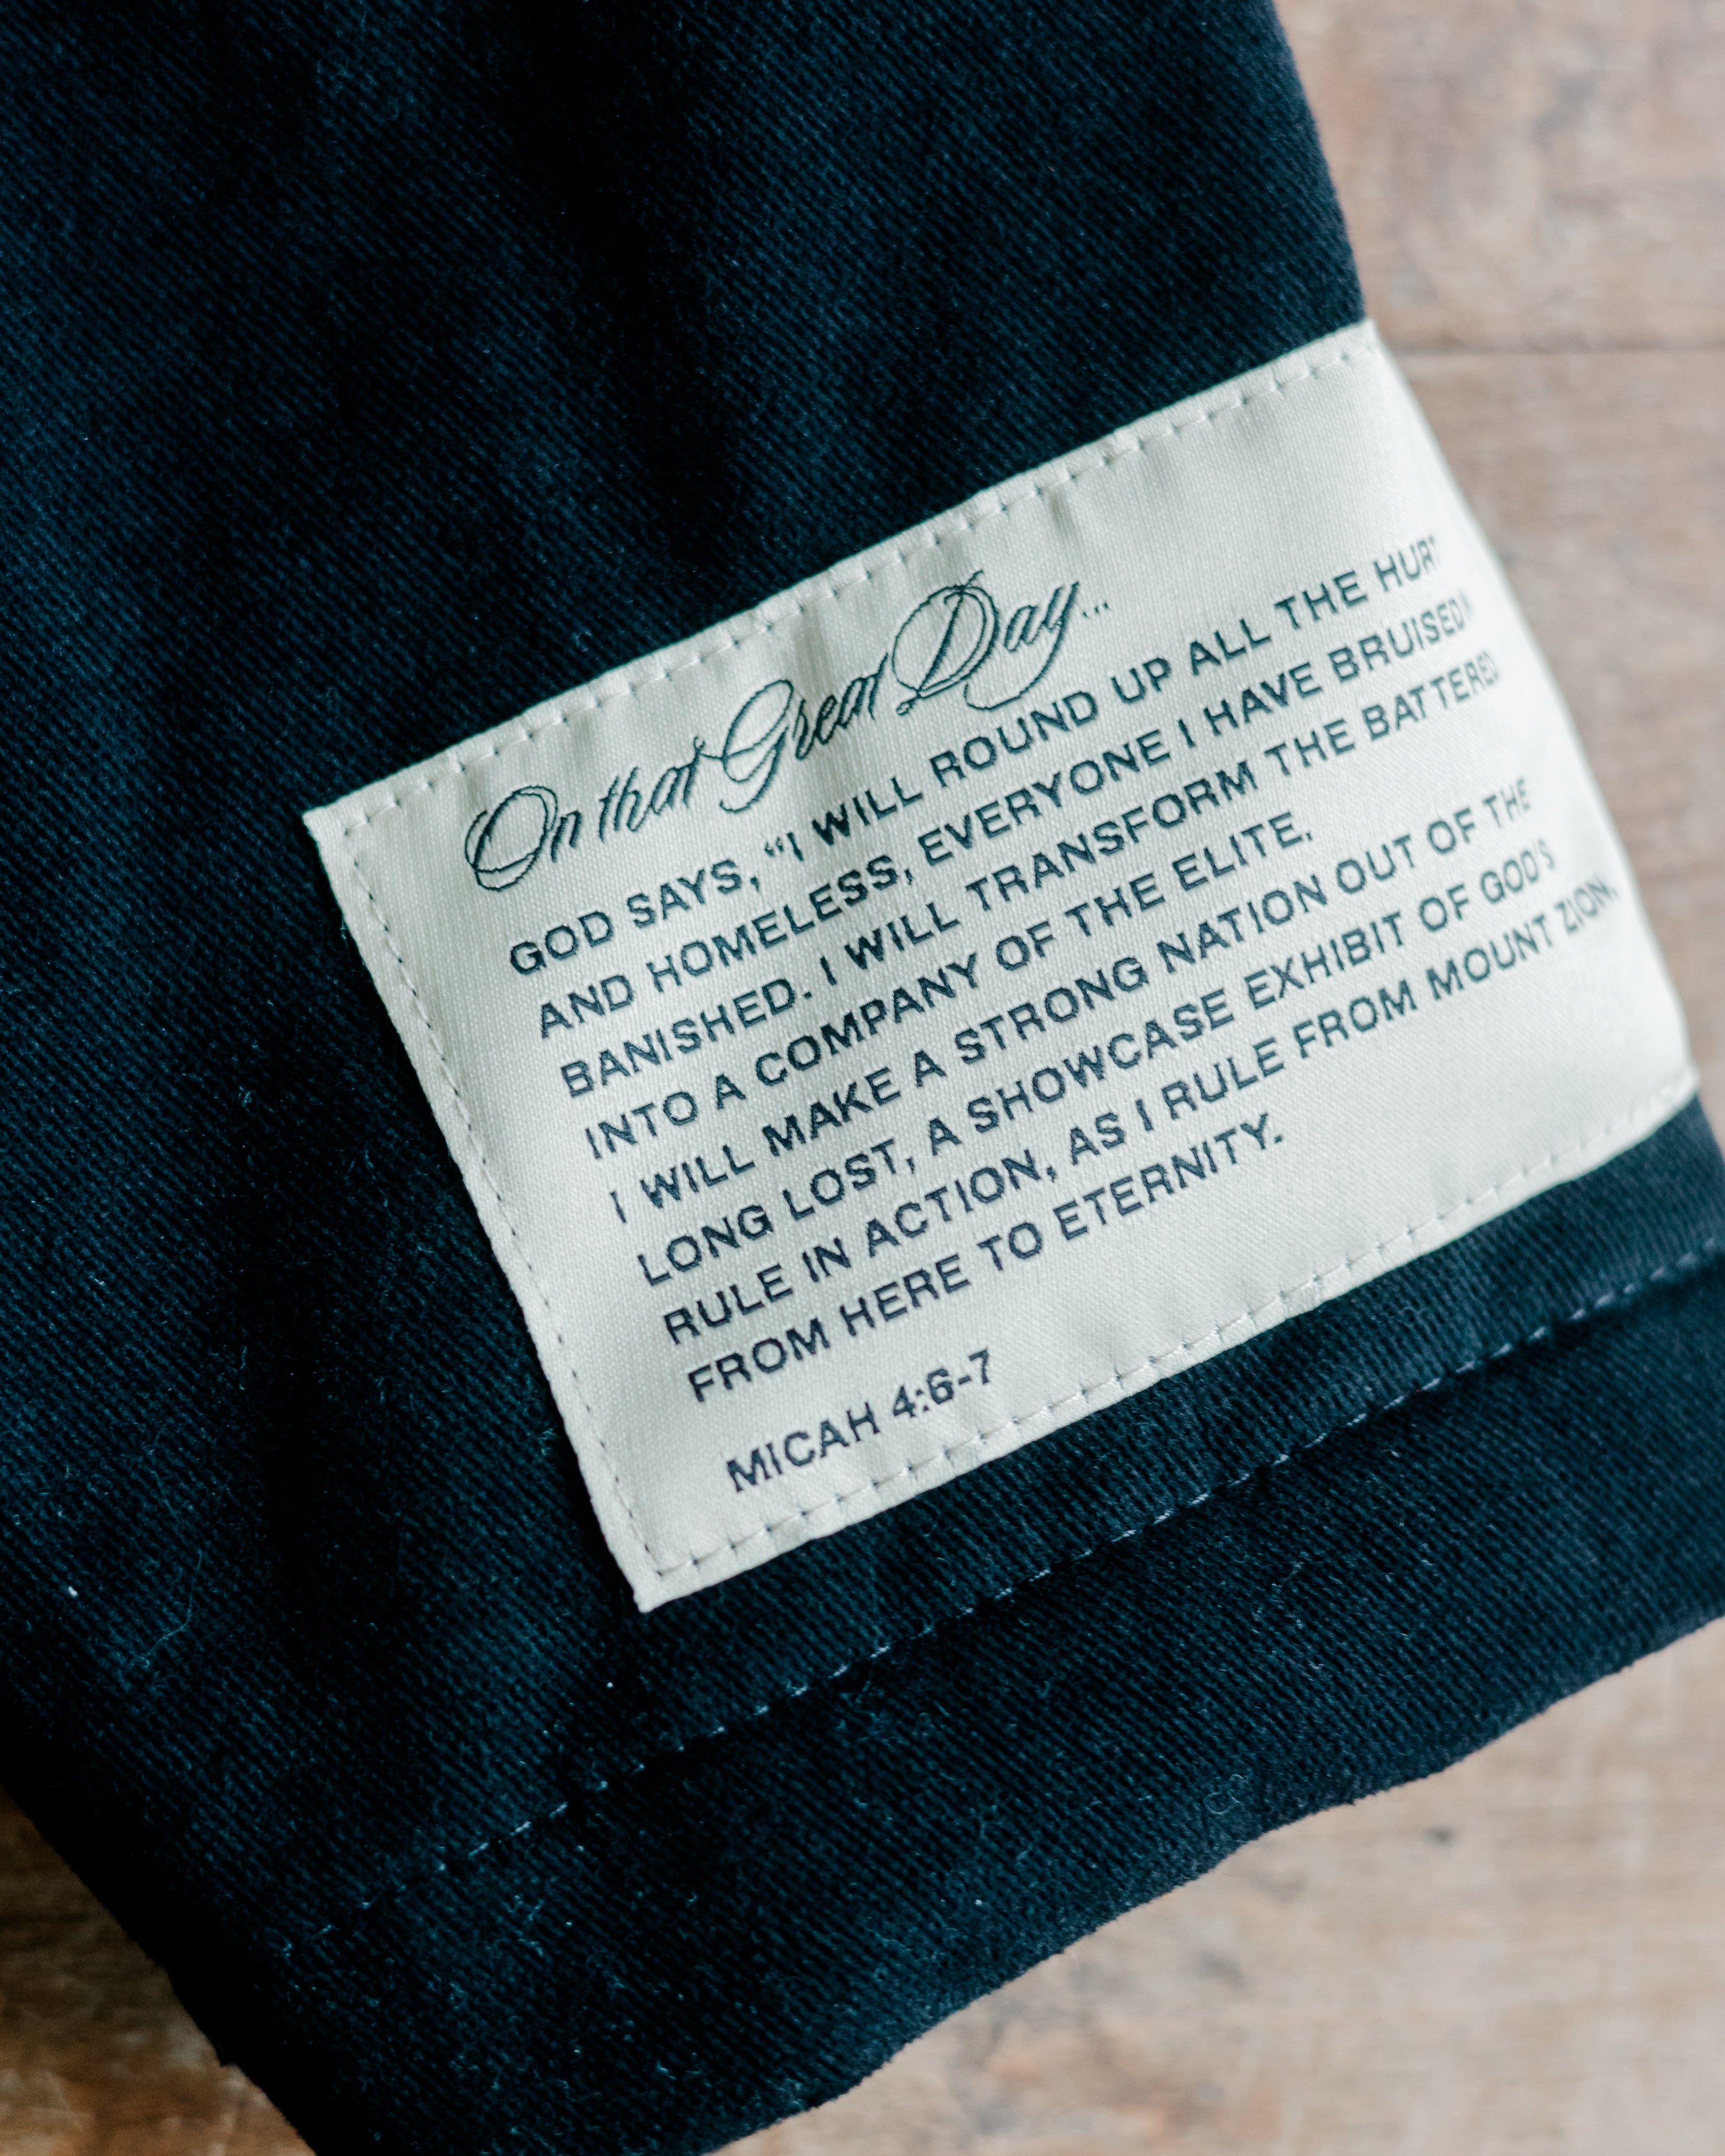 On that Great Day...
GOD SAYS, “I WILL ROUND UP ALL THE HURT
AND HOMELESS, EVERYONE I HAVE BRUISED
BANISHED. I WILL TRANSFORM THE BATTERED
INTO A COMPANY OF THE ELITE.
I WILL MAKE A STRONG NATION OUT OF THE
LONG LOST, A SHOWCASE EXHIBIT OF GOD'S
RULE IN ACTION, AS I RULE FROM MOUNT ZION,
FROM HERE TO ETERNITY.
MICAH 4:6-7